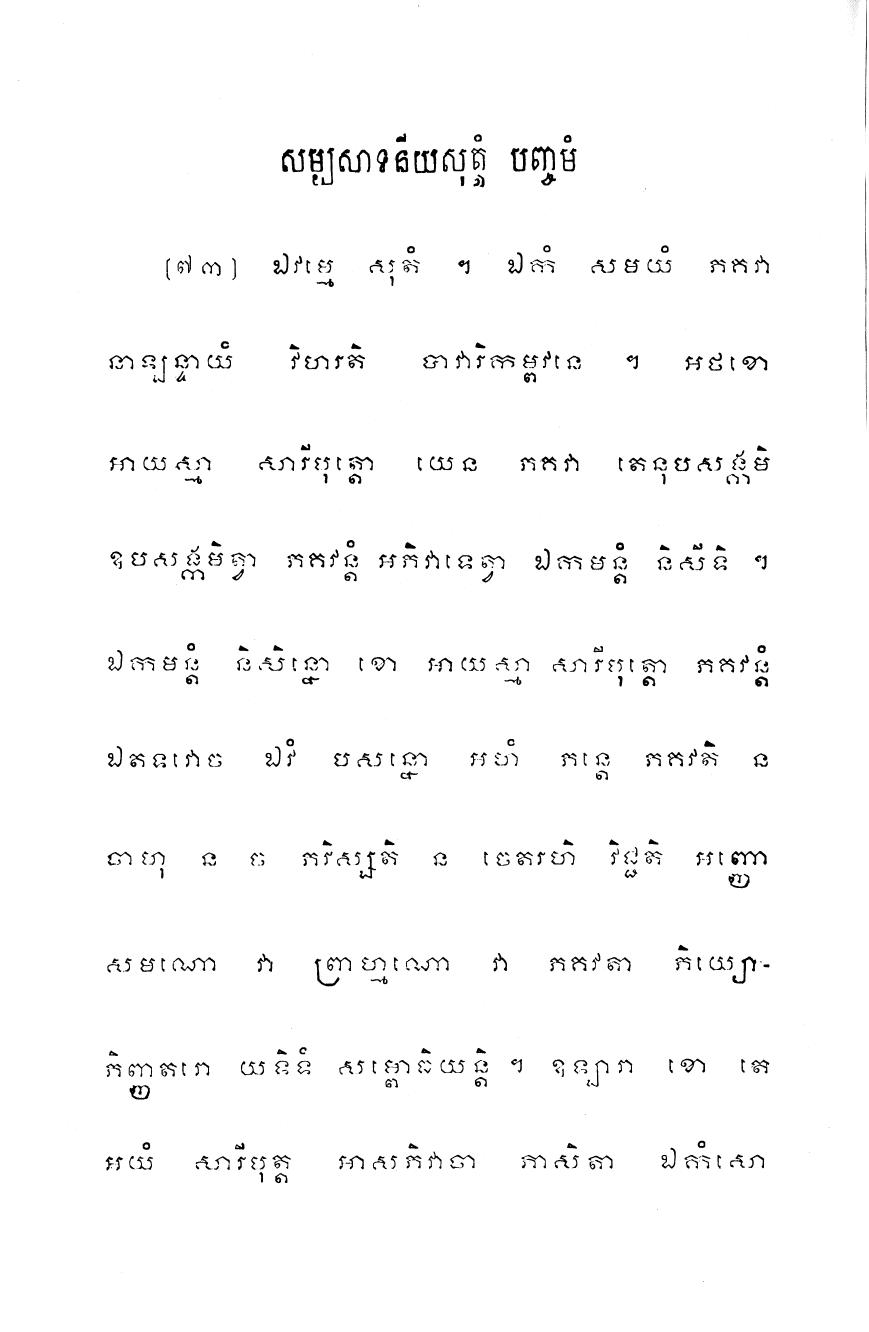 សម្បសាទនីយសុត្តំ បញ្ចមំ
(៧៣) ឯវម្មេ សុតំ ។ ឯកំ សមយំ ភគវា
នាឡន្ទាយំ វិហរតិ បាវារិកម្ពវនេ ។ អថខោ
អាយស្មា សារីបុត្តោ យេន ភគវា តេនុបសង្កមិ
ឧបសង្កមិត្វា ភគវន្តំ អភិវាទេត្វា ឯកមន្តំ និសីទិ ។
ឯកមន្តំ និសិន្នោ ខោ អាយស្មា សារីបុត្តោ ភគវន្តំ
ឯតទវោច ឯវំ បសន្នោ អហំ ភន្តេ ភគវតិ ន
ចាហុ ន ច ភវិស្សតិ ន ចេតរហិ វិជ្ជតិ អញ្ញោ
សមណោ វា ព្រាហ្មណោ វា ភគវតា ភិយ្យោ-
ភិញ្ញតរោ យទិទំ សម្ពោធិយន្តិ ។ ឧឡារា ខោ តេ
អយំ សារីបុត្ត អាសភិវាចា ភាសិតា ឯកំសោ